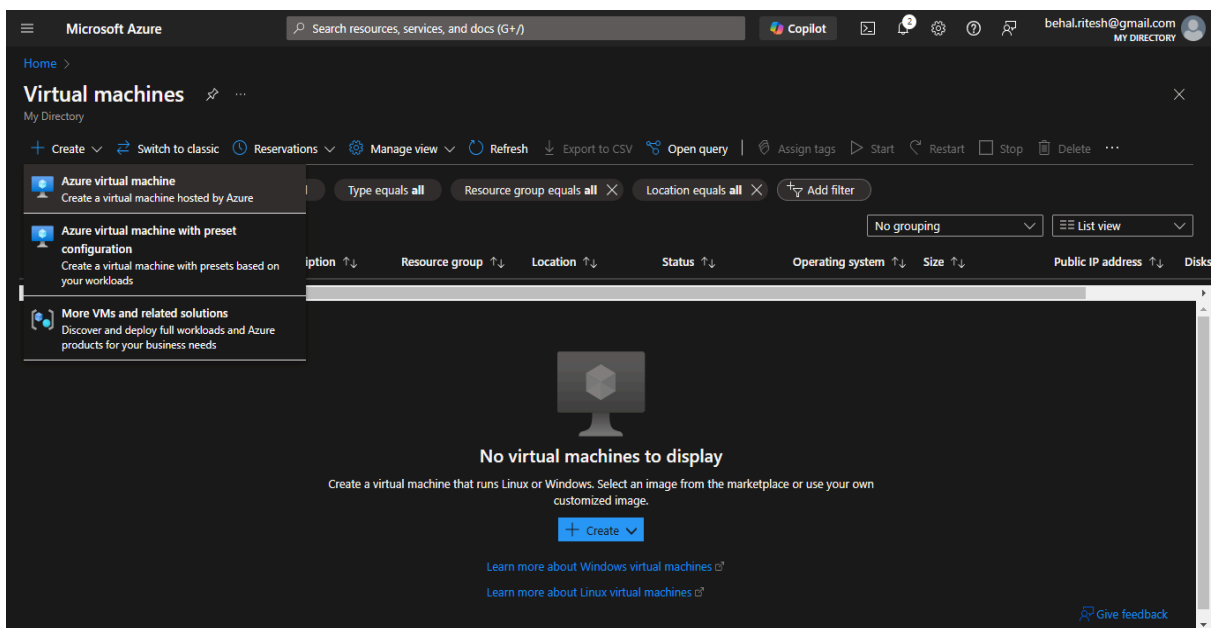 Microsoft Azure
Search resources, services, and docs (G+/)
Copilot
2
behal.ritesh@gmail.com
MY DIRECTORY
Home >
Virtual machines
My Directory
Create
Switch to classic
Reservations
Manage view
Refresh
Export to CSV
Open query
Assign tags
Start
Restart
Stop
Delete
Azure virtual machine
Create a virtual machine hosted by Azure
Azure virtual machine with preset
configuration
Create a virtual machine with presets based on
your workloads
More VMs and related solutions
Discover and deploy full workloads and Azure
products for your business needs
Type equals all
Resource group equals all
Location equals all
Add filter
No grouping
List view
iption
Resource group
Location
Status
Operating system
Size
Public IP address
Disks
No virtual machines to display
Create a virtual machine that runs Linux or Windows. Select an image from the marketplace or use your own
customized image.
Create
Learn more about Windows virtual machines
Learn more about Linux virtual machines
Give feedback